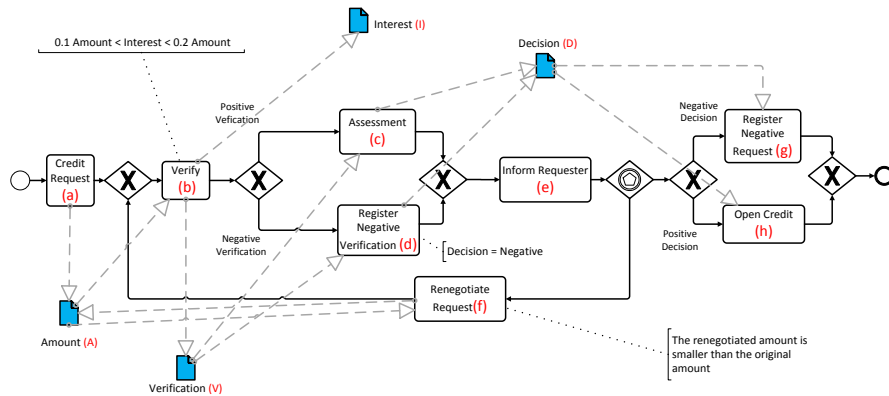 Interest (I)
0.1 Amount < Interest < 0.2 Amount
Decision (D)
Positive
Vefication
Negative
Decision
Credit
Request
(a)
X
Verify
(b)
X
Assessment
(c)
X
Inform Requester
(e)
X
Register
Negative
Request (g)
X
Negative
Verification
Register
Negative
Verification (d)
Decision = Negative
Positive
Decision
Open Credit
(h)
Renegotiate
Request(f)
Amount (A)
The renegotiated amount is
smaller than the original
amount
Verification (V)